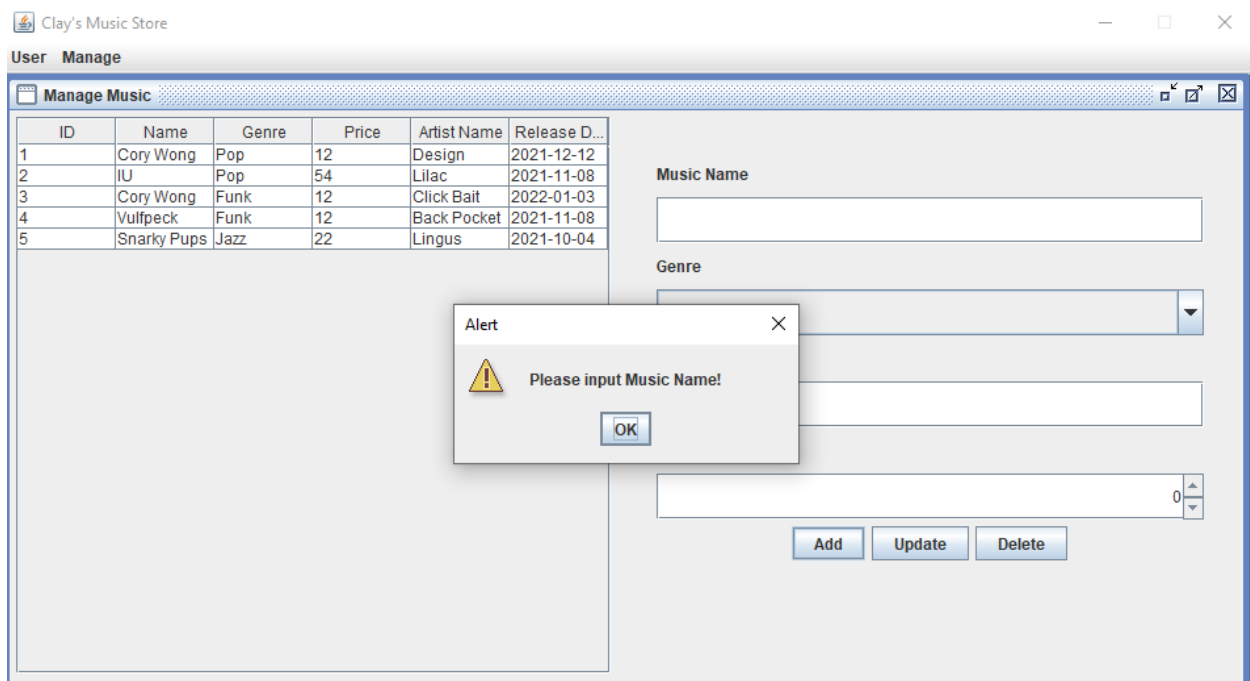 Clay's Music Store
User Manage
Manage Music
ID Name Genre Price Artist Name Release D...
1 Cory Wong Pop 12 Design 2021-12-12
2 IU Pop 54 Lilac 2021-11-08
3 Cory Wong Funk 12 Click Bait 2022-01-03
4 Vulfpeck Funk 12 Back Pocket 2021-11-08
5 Snarky Pups Jazz 22 Lingus 2021-10-04
Music Name
Genre
Alert
Please input Music Name!
OK
0
Add Update Delete